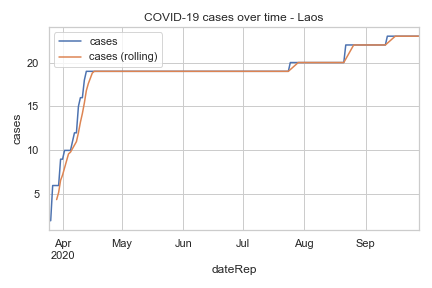 COVID-19 cases over time - Laos
cases
cases (rolling)
cases
20
15
10
5
Apr
2020
May
Jun
Jul
Aug
Sep
dateRep